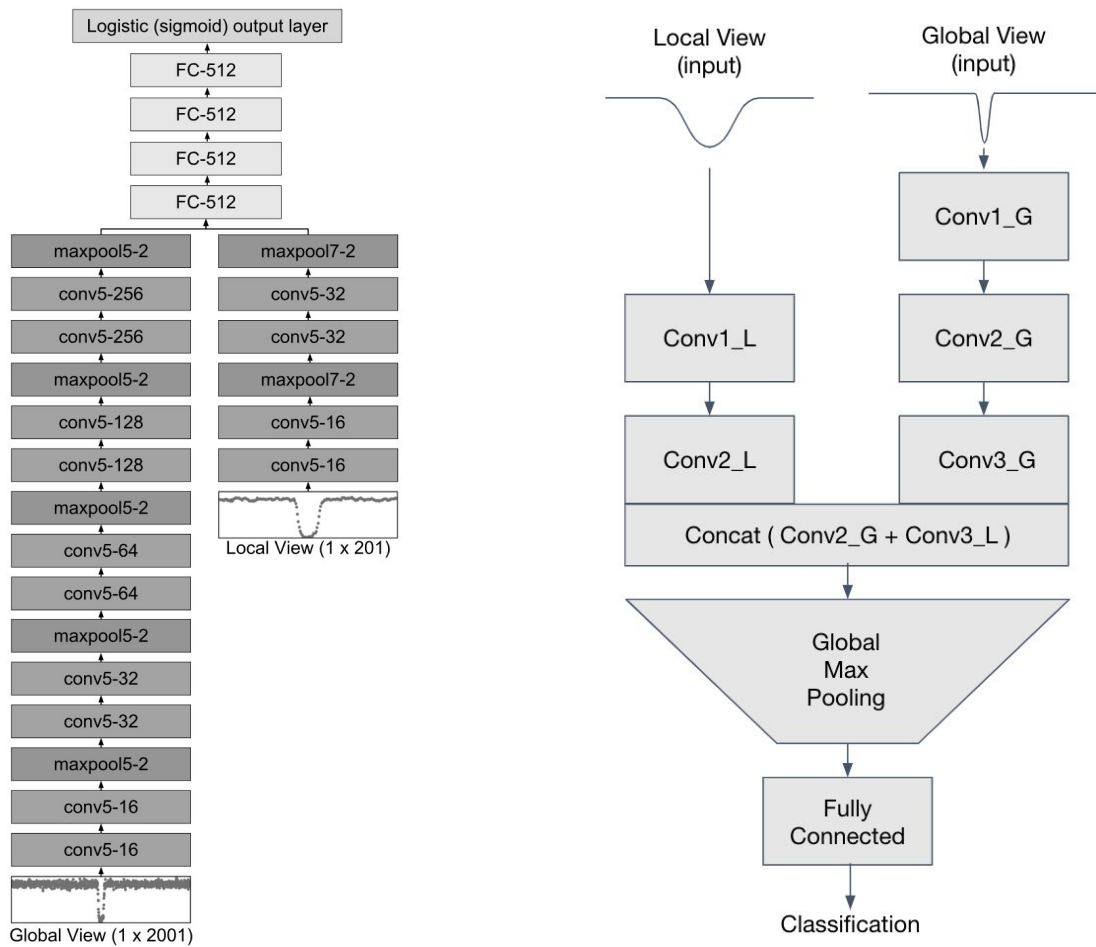 Logistic (sigmoid) output layer
FC-512
FC-512
FC-512
FC-512
maxpool5-2
conv5-256
conv5-256
maxpool5-2
conv5-128
conv5-128
maxpool5-2
conv5-64
conv5-64
maxpool5-2
conv5-32
conv5-32
maxpool5-2
conv5-16
conv5-16
Global View (1 x 2001)
maxpool7-2
conv5-32
conv5-32
maxpool7-2
conv5-16
conv5-16
Local View (1 x 201)
Local View
(input)
Global View
(input)
Conv1_G
Conv1_L
Conv2_G
Conv2_L
Conv3_G
Concat ( Conv2_G + Conv3_L )
Global
Max
Pooling
Fully
Connected
Classification